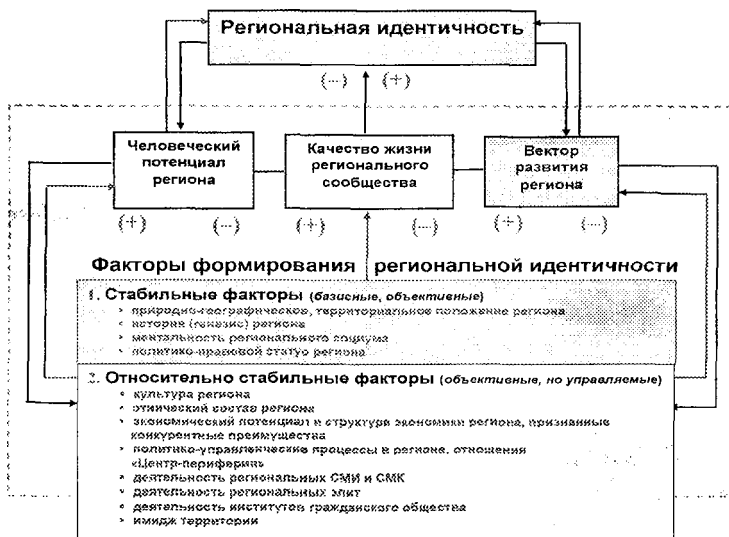 Региональная идентичность
(–) (+)
Человеческий
потенциал
региона
Качество жизни
регионального
сообщества
Вектор
развития
региона
(+) (–) (+) (–) (+) (–)
Факторы формирования региональной идентичности
1. Стабильные факторы (базисные, объективные)
• природно-географическое, территориальное положение региона
• история (генезис) региона
• ментальность регионального социума
• политико-правовой статус региона
2. Относительно стабильные факторы (объективные, но управляемые)
• культура региона
• этнический состав региона
• экономический потенциал и структура экономики региона, признанные
конкурентные преимущества
• политико-управленческие процессы в регионе, отношения
«Центр-периферия»
• деятельность региональных СМИ и СМК
• деятельность региональных элит
• деятельность институтов гражданского общества
• имидж территории